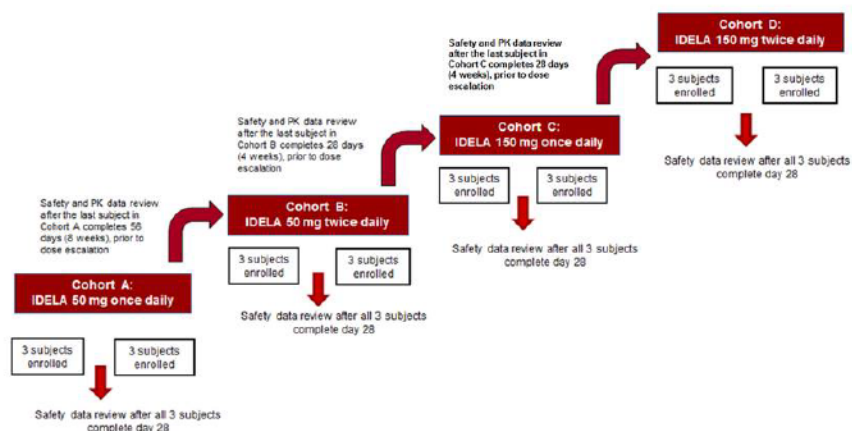 Cohort D:
IDELA 150 mg twice daily
Safety and PK data review
after the last subject in
Cohort C completes 28 days
(4 weeks), prior to dose
escalation
3 subjects
enrolled
3 subjects
enrolled
Safety data review after all 3 subjects
complete day 28
Safety and PK data review
after the last subject in
Cohort B completes 28 days
(4 weeks), prior to dose
escalation
Cohort C:
IDELA 150 mg once daily
3 subjects
enrolled
3 subjects
enrolled
Safety data review after all 3 subjects
complete day 28
Safety and PK data review
after the last subject in
Cohort A completes 56
days (8 weeks), prior to
dose escalation
Cohort B:
IDELA 50 mg twice daily
3 subjects
enrolled
3 subjects
enrolled
Safety data review after all 3 subjects
complete day 28
Cohort A:
IDELA 50 mg once daily
3 subjects
enrolled
3 subjects
enrolled
Safety data review after all 3 subjects
complete day 28